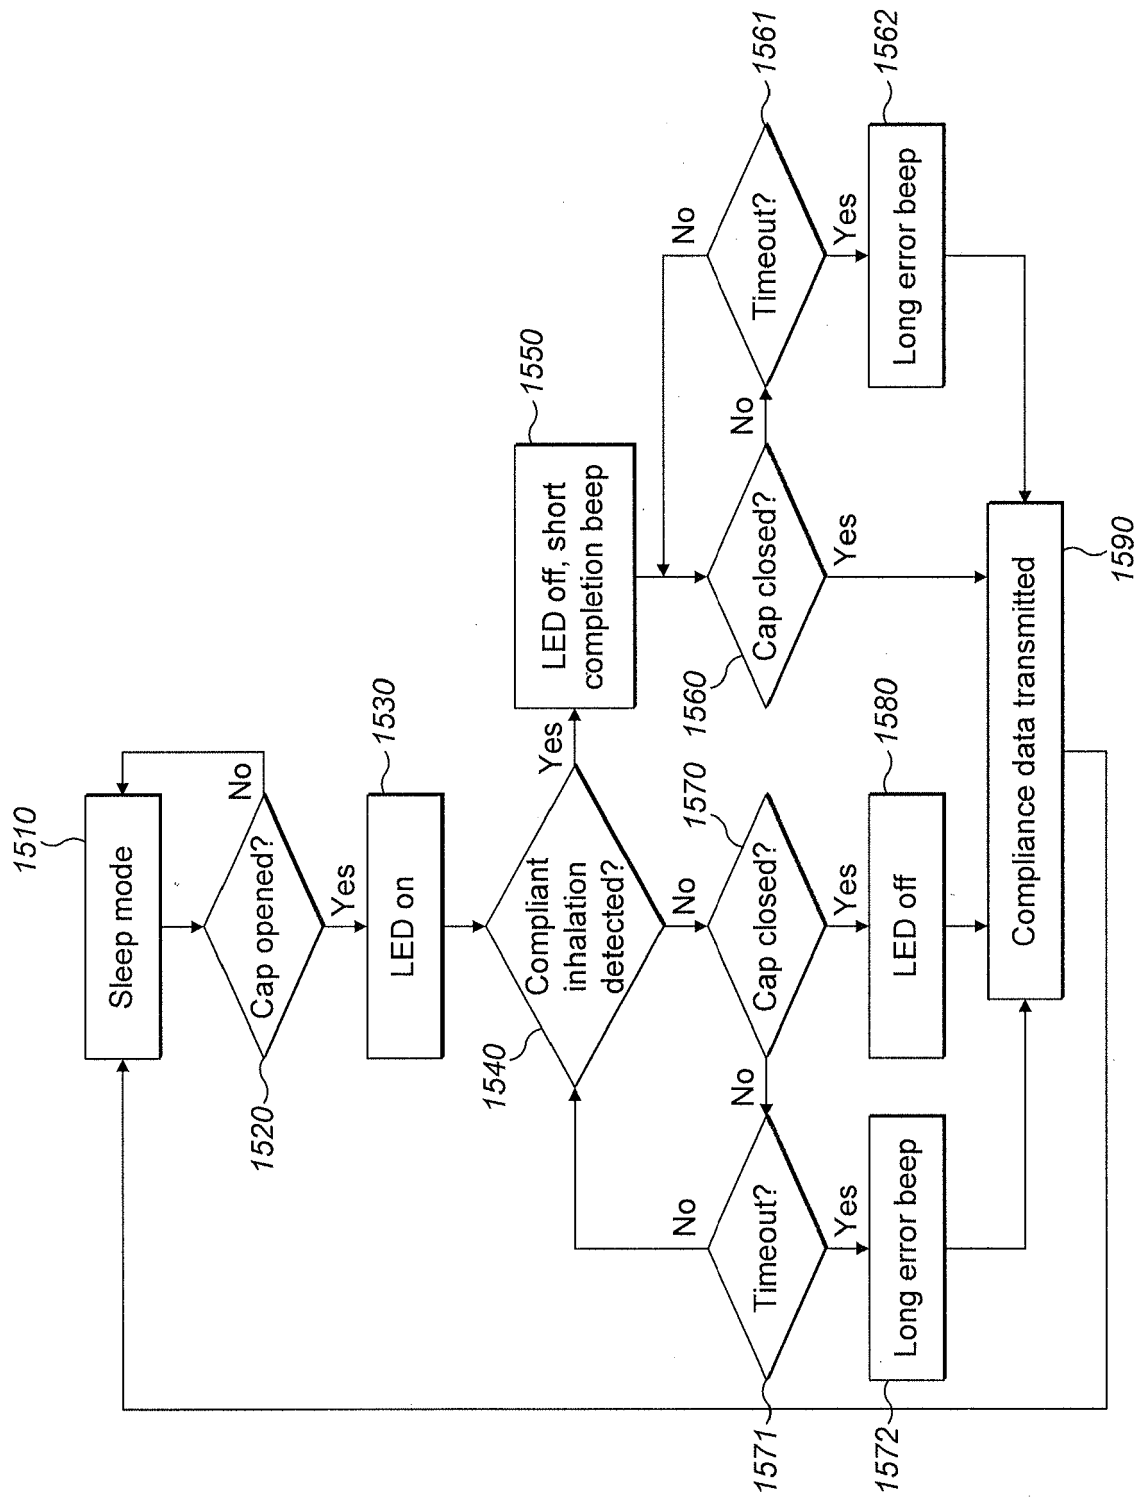 1510
Sleep mode
No
Cap opened?
1520
Yes
1530
LED on
Compliant
inhalation
detected?
1540
Yes
1550
LED off, short
completion beep
No
No
1571
Timeout?
No
1570
Cap closed?
1560
Cap closed?
No
1561
Timeout?
No
Yes
Yes
Yes
Yes
1572
Long error beep
1580
LED off
1562
Long error beep
Compliance data transmitted
1590